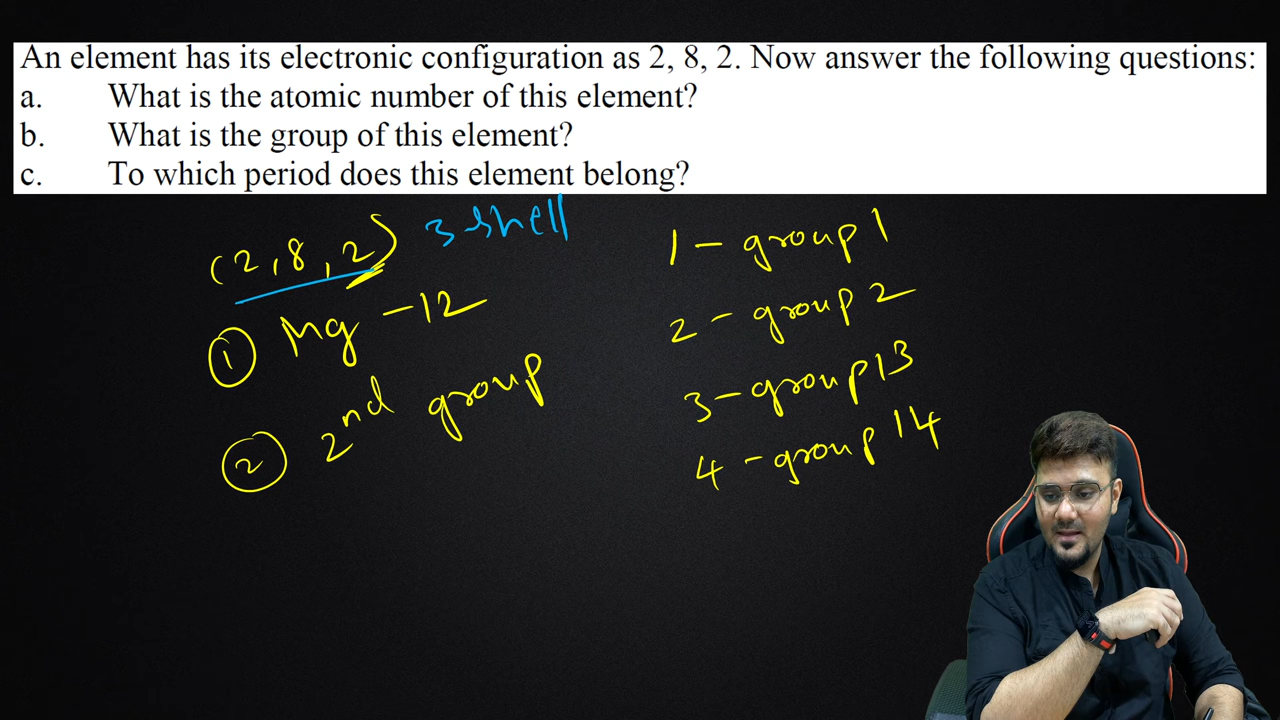 An element has its electronic configuration as 2, 8, 2. Now answer the following questions:
a. What is the atomic number of this element?
b. What is the group of this element?
c. To which period does this element belong?
(2,8,2) 3 shell
① Mg - 12
② 2nd group
1 - group 1
2 - group 2
3 - group 13
4 - group 14